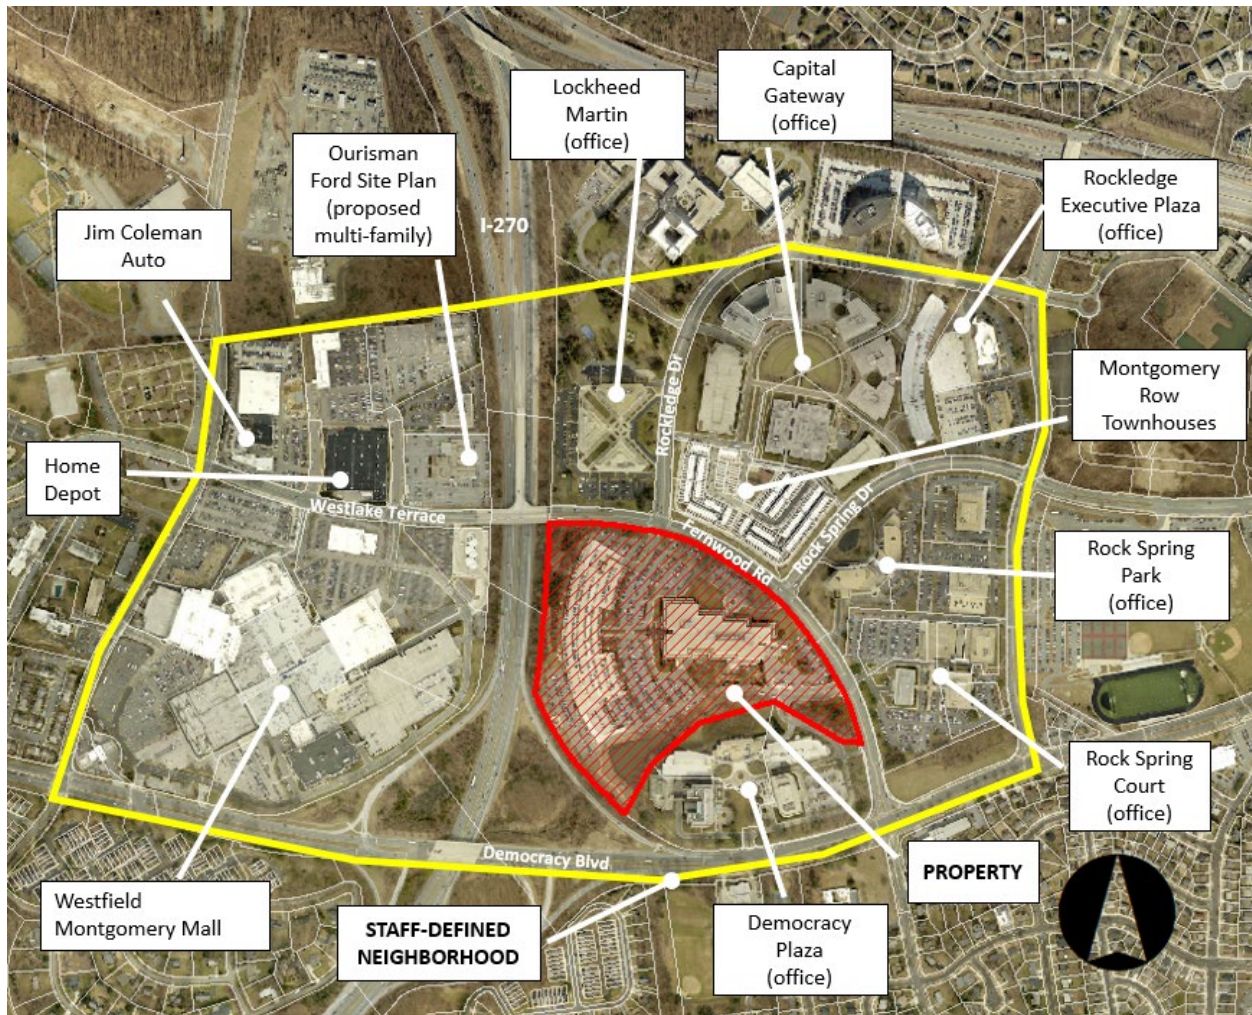 Lockheed
Martin
(office)
Capital
Gateway
(office)
Ourisman
Ford Site Plan
(proposed
multi-family)
Rockledge
Executive Plaza
(office)
Jim Coleman
Auto
I-270
Montgomery
Row
Townhouses
Rockledge Dr
Home
Depot
Westlake Terrace
Fernwood Rd
Rock Spring Dr
Rock Spring
Park
(office)
Rock Spring
Court
(office)
Democracy Blvd
PROPERTY
Westfield
Montgomery Mall
STAFF-DEFINED
NEIGHBORHOOD
Democracy
Plaza
(office)